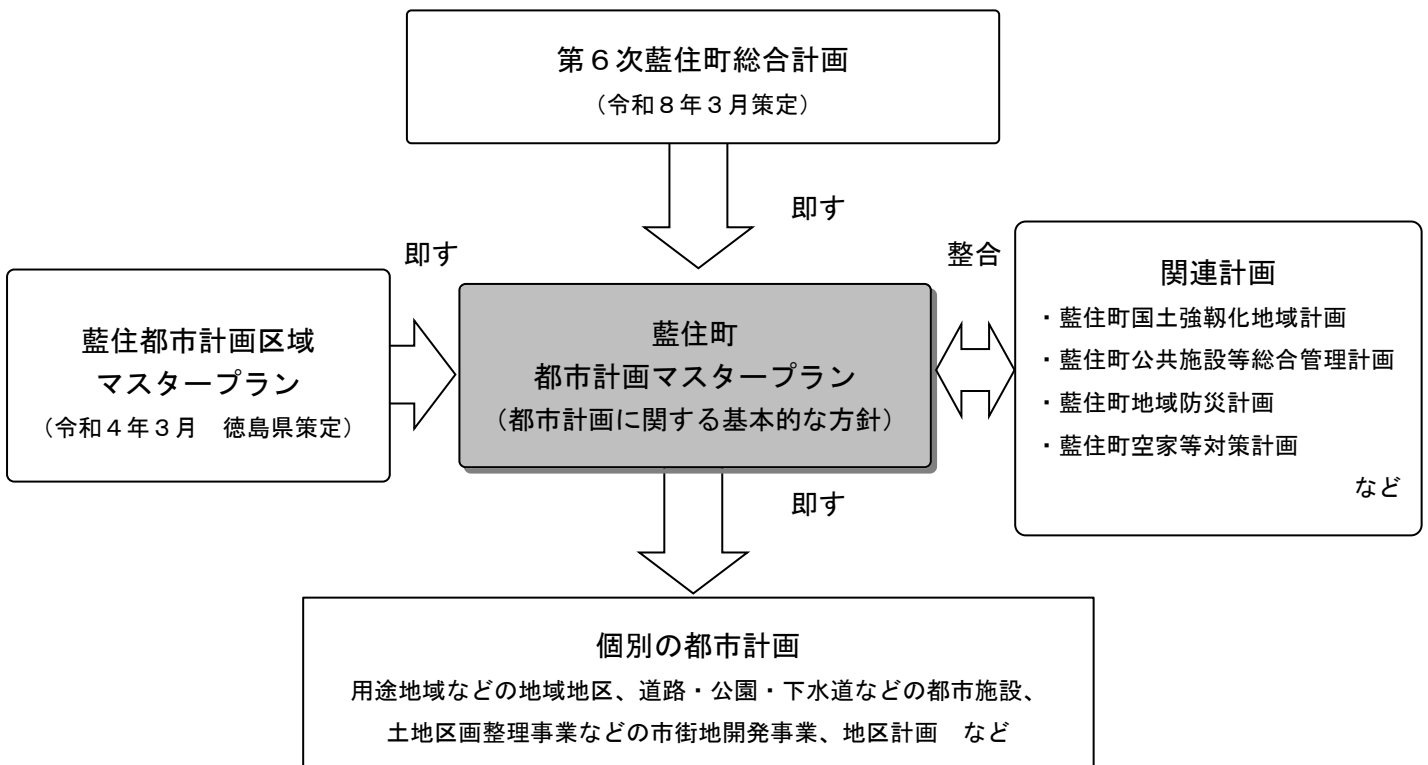 第６次藍住町総合計画
（令和８年３月策定）
即す
即す
整合
藍住都市計画区域
マスタープラン
（令和４年３月　徳島県策定）
藍住町
都市計画マスタープラン
（都市計画に関する基本的な方針）
関連計画
・藍住町国土強靱化地域計画
・藍住町公共施設等総合管理計画
・藍住町地域防災計画
・藍住町空家等対策計画
など
即す
個別の都市計画
用途地域などの地域地区、道路・公園・下水道などの都市施設、
土地区画整理事業などの市街地開発事業、地区計画　など